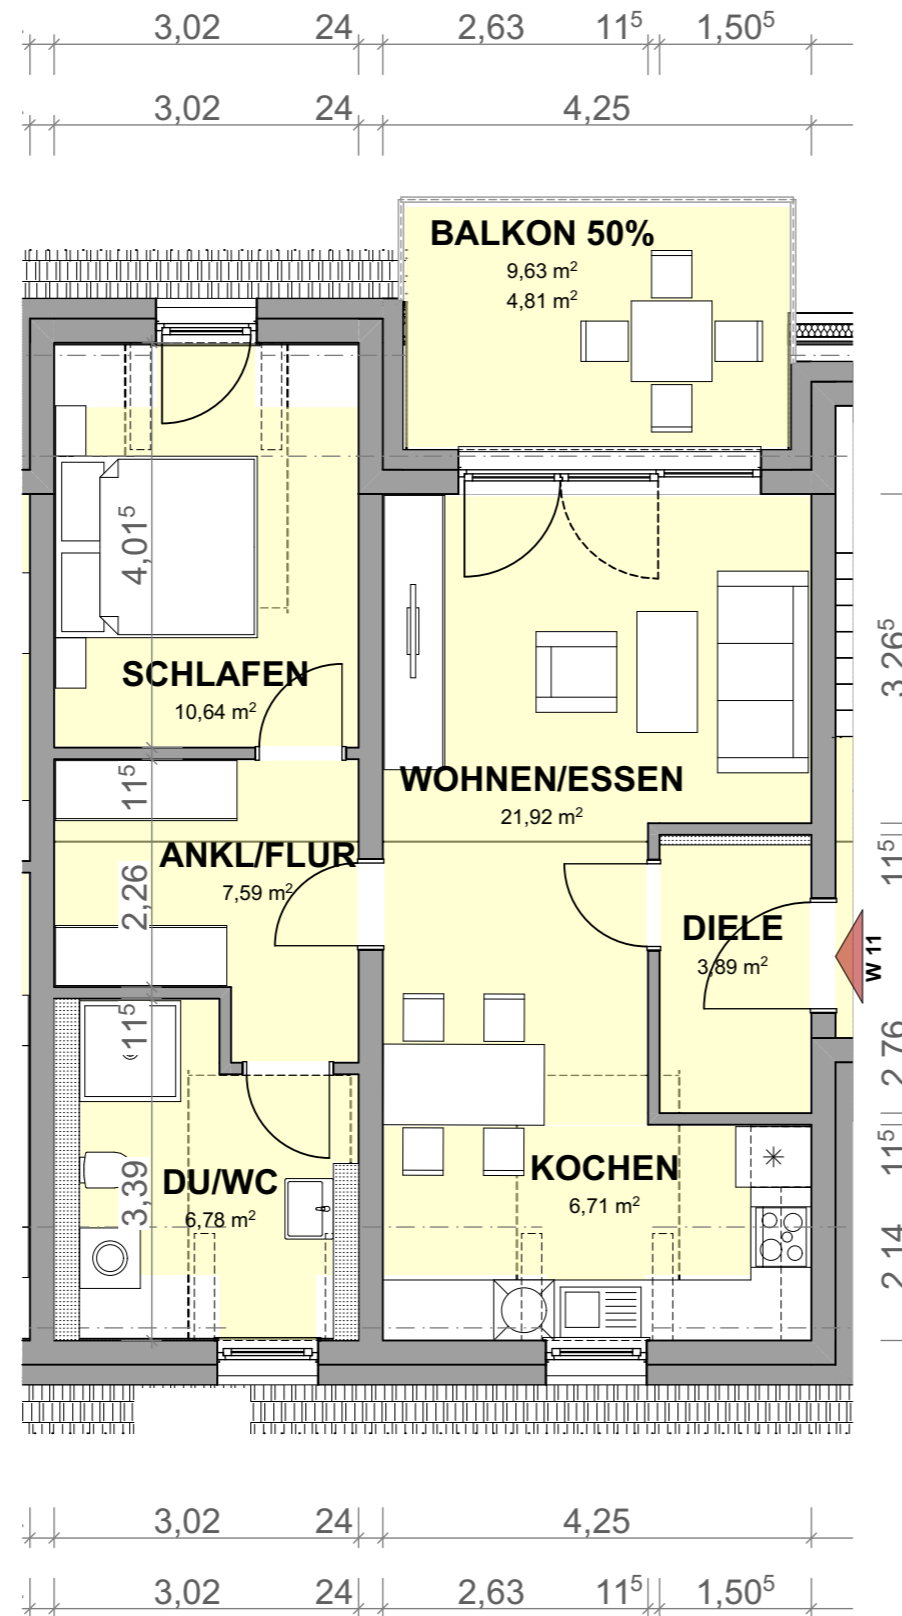 3,02 24 2,63 11⁵ 1,50⁵
3,02 24 4,25
BALKON 50%
9,63 m²
4,81 m²
4,01⁵
SCHLAFEN
10,64 m²
3,26⁵
WOHNEN/ESSEN
21,92 m²
11⁵
ANKL/FLUR
7,59 m²
2,26
11⁵
DIELE
3,89 m²
W 11
11⁵
2,76
KOCHEN
6,71 m²
11⁵
DU/WC
6,78 m²
3,39
2,14
3,02 24 4,25
3,02 24 2,63 11⁵ 1,50⁵